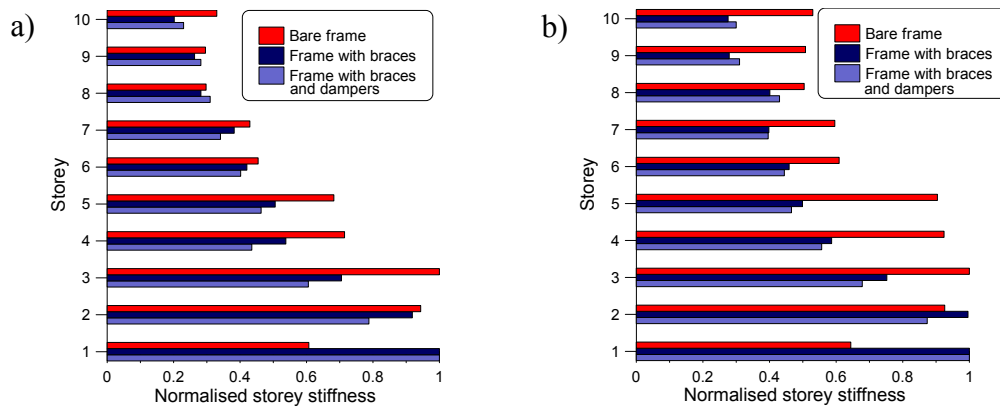 a)
Storey
10
9
8
7
6
5
4
3
2
1
Bare frame
Frame with braces
Frame with braces
and dampers
0 0.2 0.4 0.6 0.8 1
Normalised storey stiffness
b)
Storey
10
9
8
7
6
5
4
3
2
1
Bare frame
Frame with braces
Frame with braces
and dampers
0 0.2 0.4 0.6 0.8 1
Normalised storey stiffness